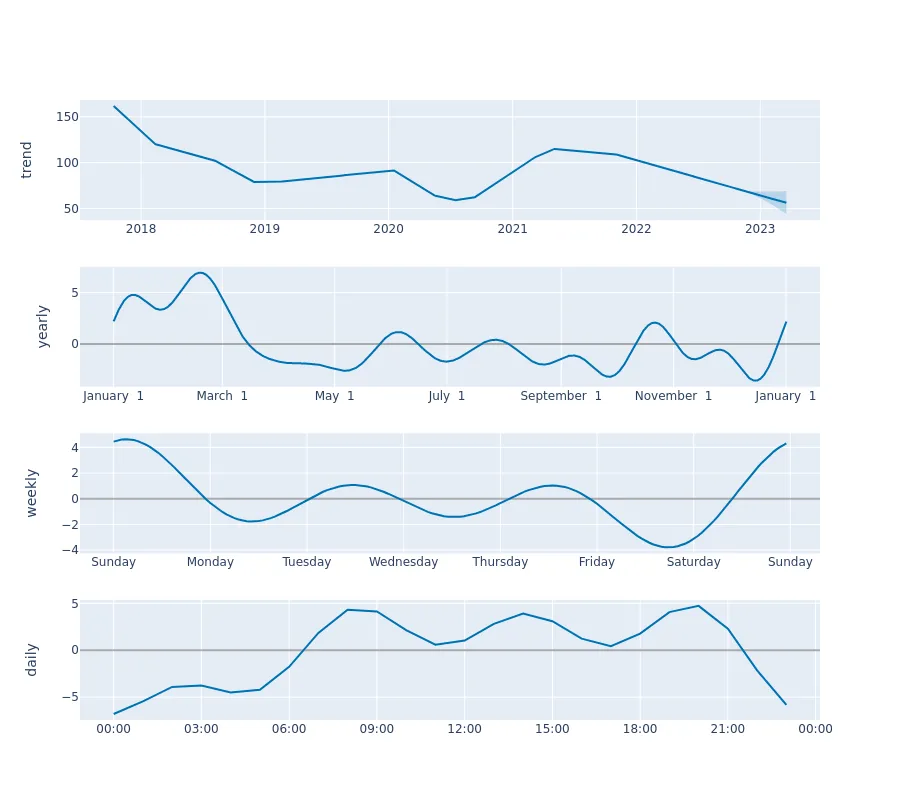 trend
150
100
50
2018 2019 2020 2021 2022 2023
yearly
5
0
January 1 March 1 May 1 July 1 September 1 November 1 January 1
weekly
4
2
0
−2
−4
Sunday Monday Tuesday Wednesday Thursday Friday Saturday Sunday
daily
5
0
−5
00:00 03:00 06:00 09:00 12:00 15:00 18:00 21:00 00:00